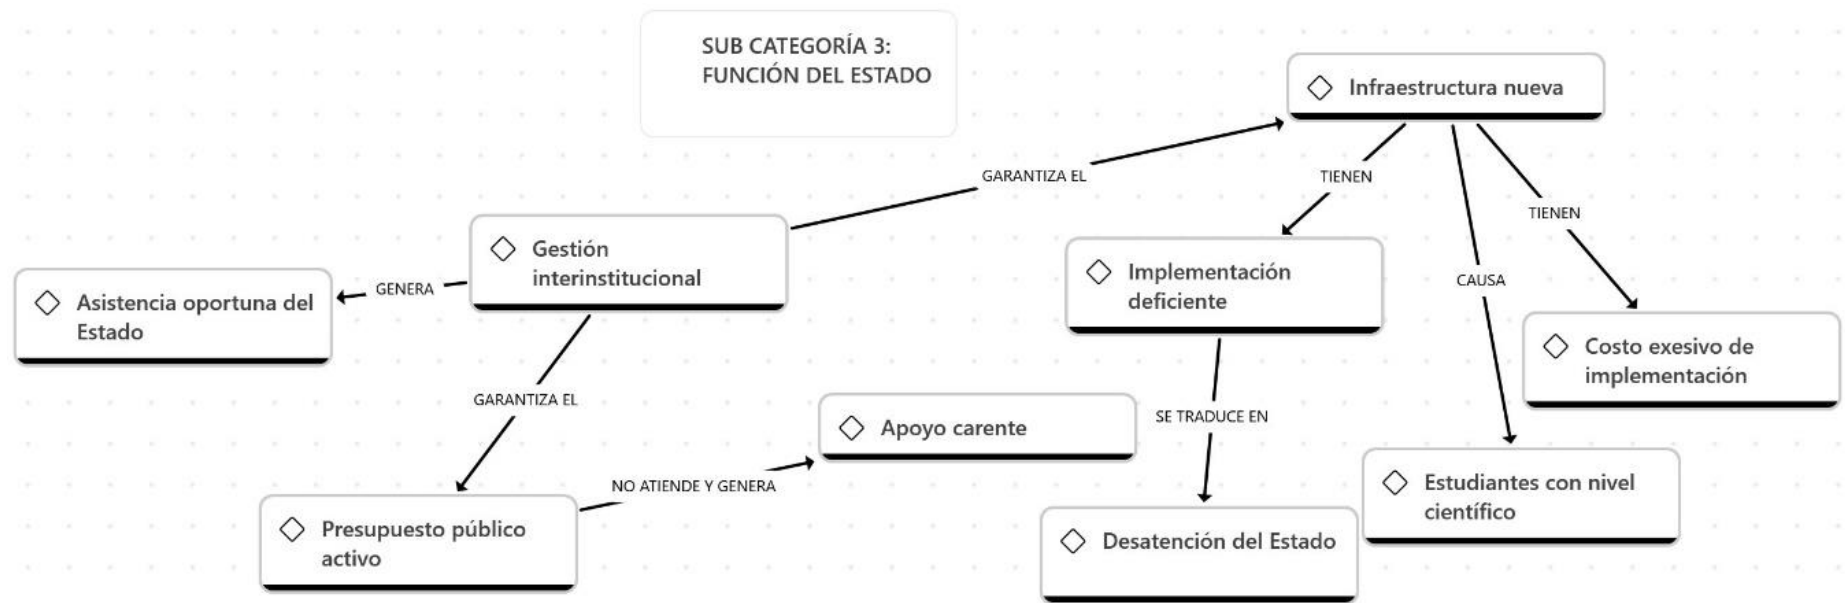 SUB CATEGORÍA 3:
FUNCIÓN DEL ESTADO
Infraestructura nueva
GARANTIZA EL
TIENEN
TIENEN
Gestión
interinstitucional
Implementación
deficiente
CAUSA
GENERA
Asistencia oportuna del
Estado
Costo exesivo de
implementación
GARANTIZA EL
Apoyo carente
SE TRADUCE EN
NO ATIENDE Y GENERA
Estudiantes con nivel
científico
Presupuesto público
activo
Desatención del Estado